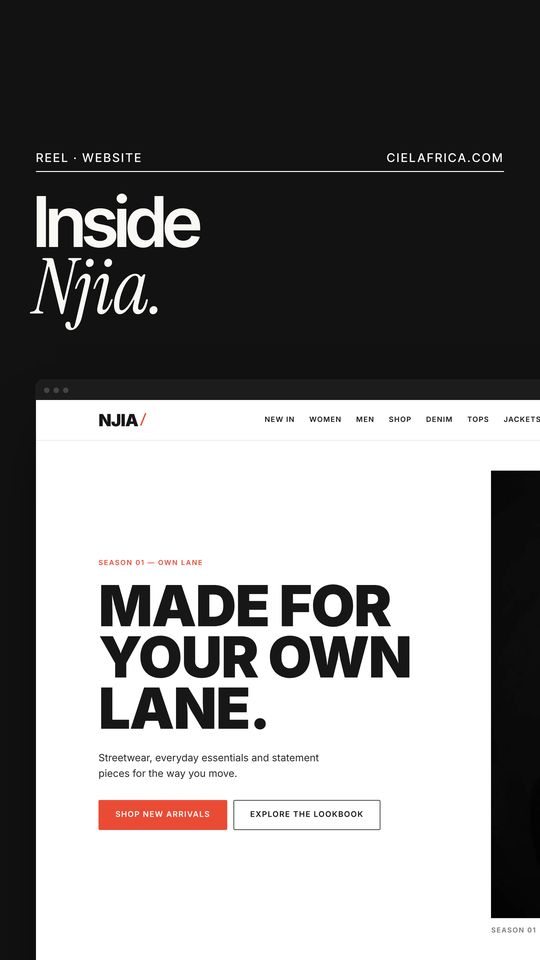 REEL · WEBSITE
CIELAFRICA.COM
Inside
Njia.
NJIA/
NEW IN WOMEN MEN SHOP DENIM TOPS JACKETS
SEASON 01 — OWN LANE
MADE FOR
YOUR OWN
LANE.
Streetwear, everyday essentials and statement
pieces for the way you move.
SHOP NEW ARRIVALS
EXPLORE THE LOOKBOOK
SEASON 01